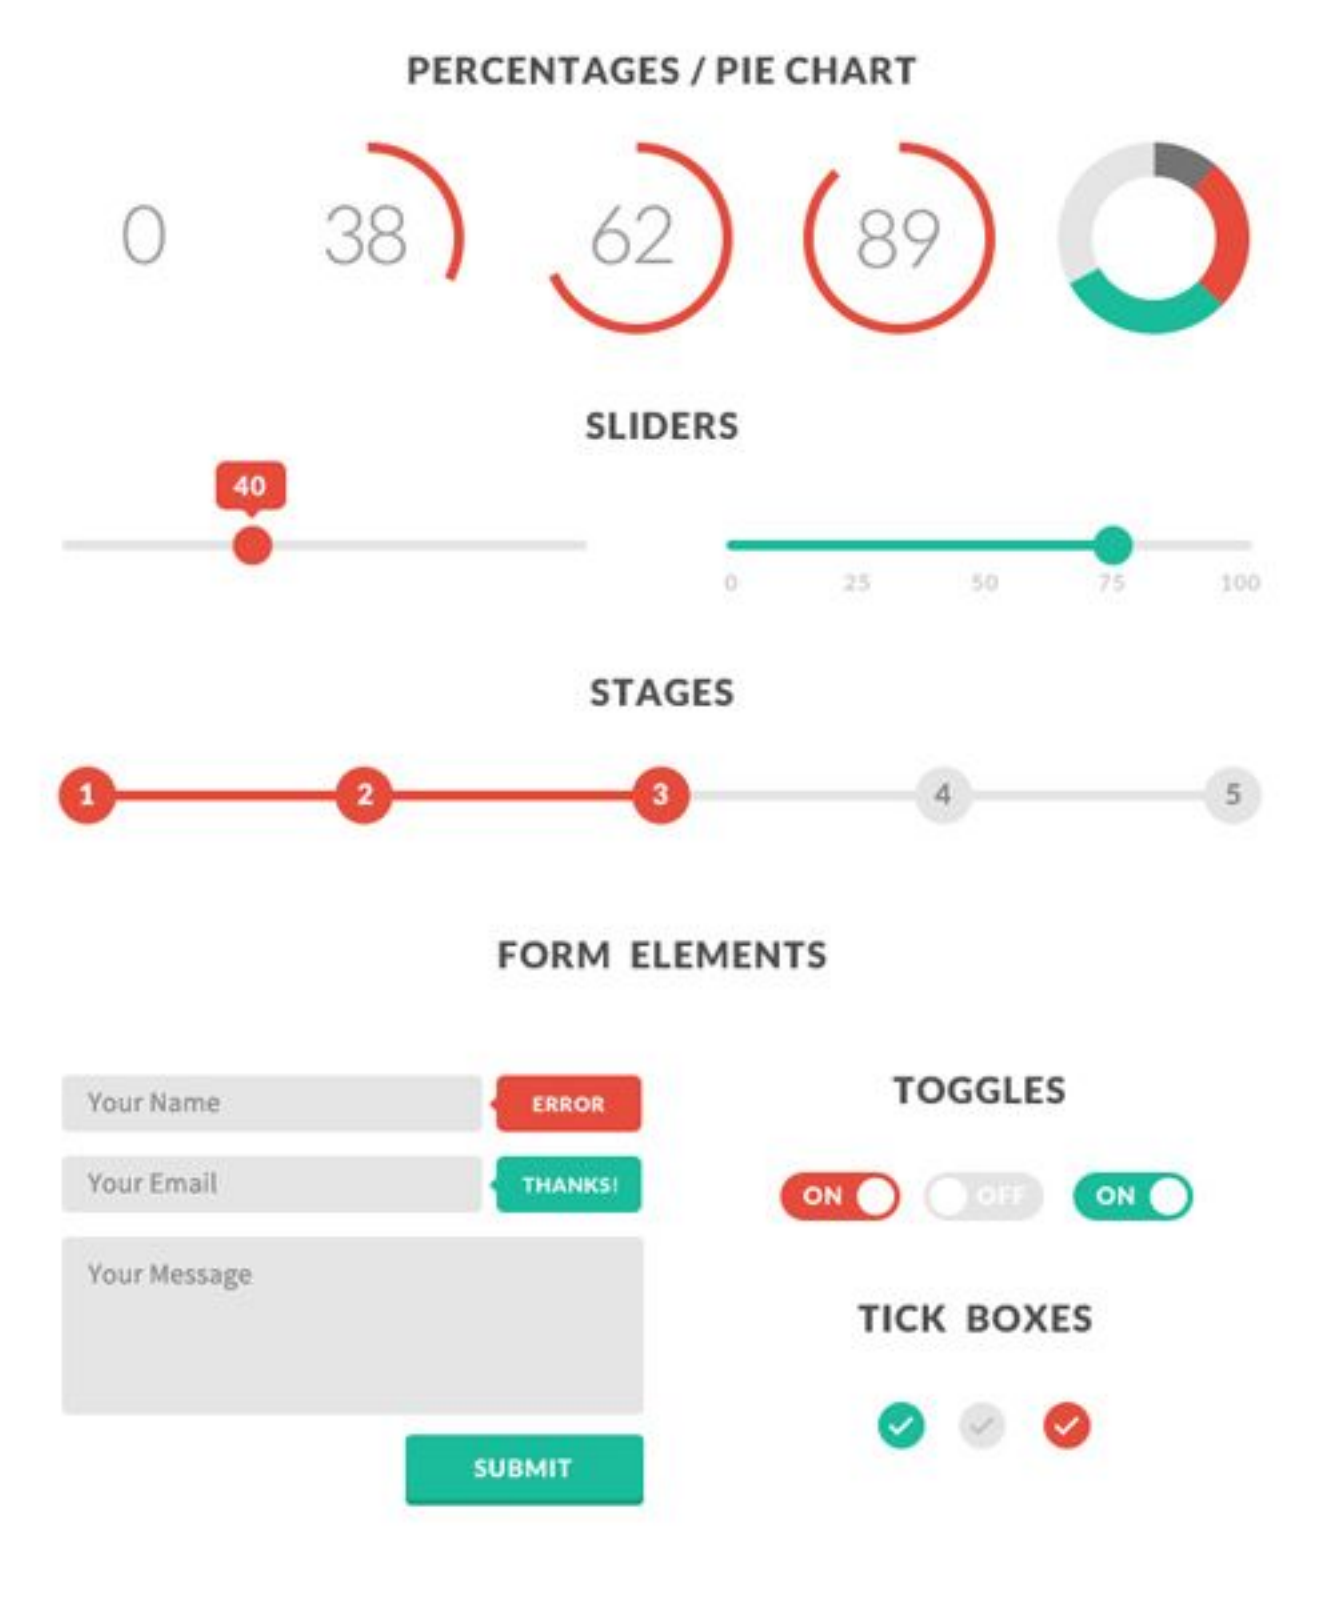 PERCENTAGES / PIE CHART
0 38 62 89
SLIDERS
40
0 25 50 75 100
STAGES
1 2 3 4 5
FORM ELEMENTS
Your Name ERROR
Your Email THANKS!
Your Message
SUBMIT
TOGGLES
ON OFF ON
TICK BOXES